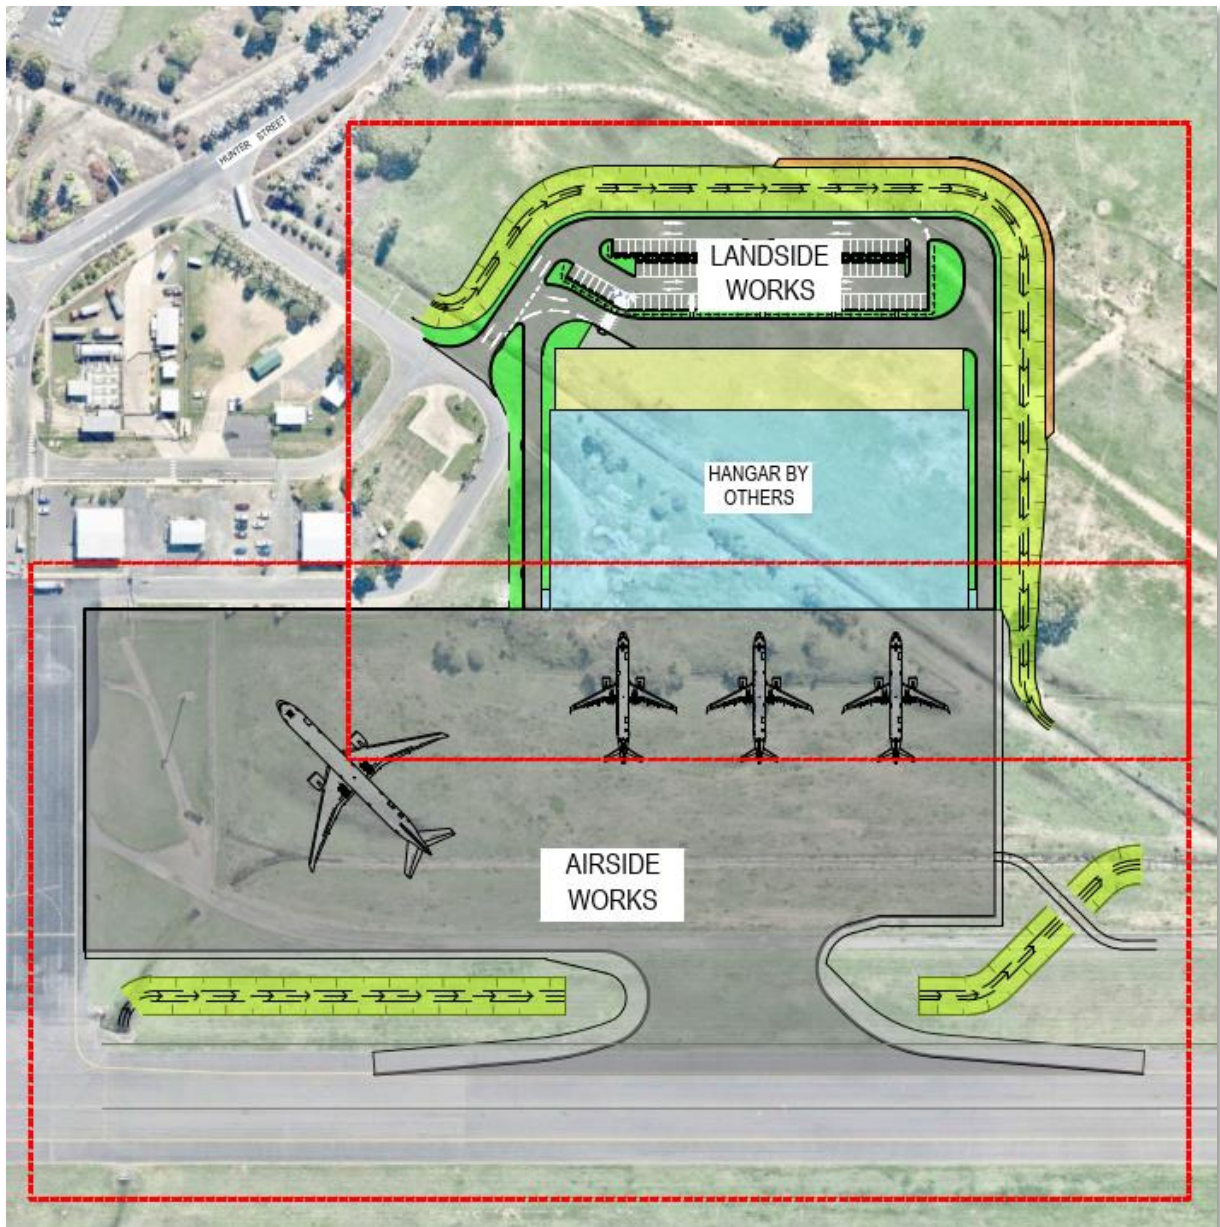 HUNTER STREET
LANDSIDE
WORKS
HANGAR BY
OTHERS
AIRSIDE
WORKS